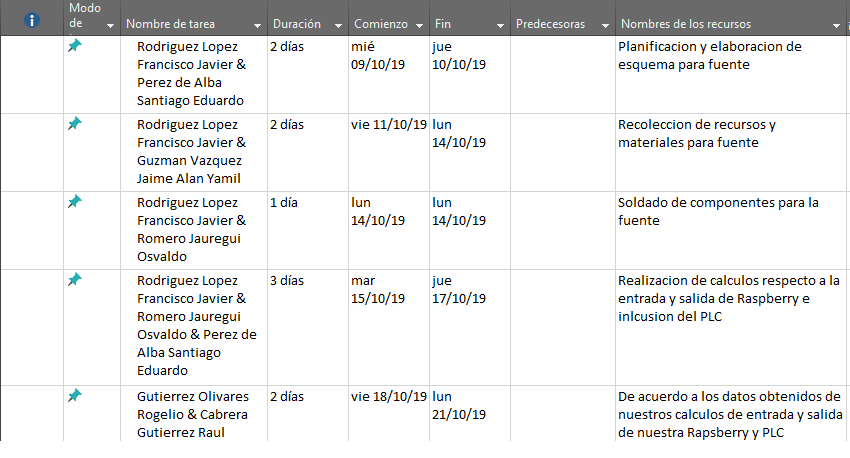 Modo
de
Nombre de tarea
Duración
Comienzo
Fin
Predecesoras
Nombres de los recursos
Rodriguez Lopez
Francisco Javier &
Perez de Alba
Santiago Eduardo
2 días
mié
09/10/19
jue
10/10/19
Planificacion y elaboracion de
esquema para fuente
Rodriguez Lopez
Francisco Javier &
Guzman Vazquez
Jaime Alan Yamil
2 días
vie 11/10/19
lun
14/10/19
Recoleccion de recursos y
materiales para fuente
Rodriguez Lopez
Francisco Javier &
Romero Jauregui
Osvaldo
1 día
lun
14/10/19
lun
14/10/19
Soldado de componentes para la
fuente
Rodriguez Lopez
Francisco Javier &
Romero Jauregui
Osvaldo & Perez de
Alba Santiago
Eduardo
3 días
mar
15/10/19
jue
17/10/19
Realizacion de calculos respecto a la
entrada y salida de Raspberry e
inlcusion del PLC
Gutierrez Olivares
Rogelio & Cabrera
Gutierrez Raul
2 días
vie 18/10/19
lun
21/10/19
De acuerdo a los datos obtenidos de
nuestros calculos de entrada y salida
de nuestra Rapsberry y PLC